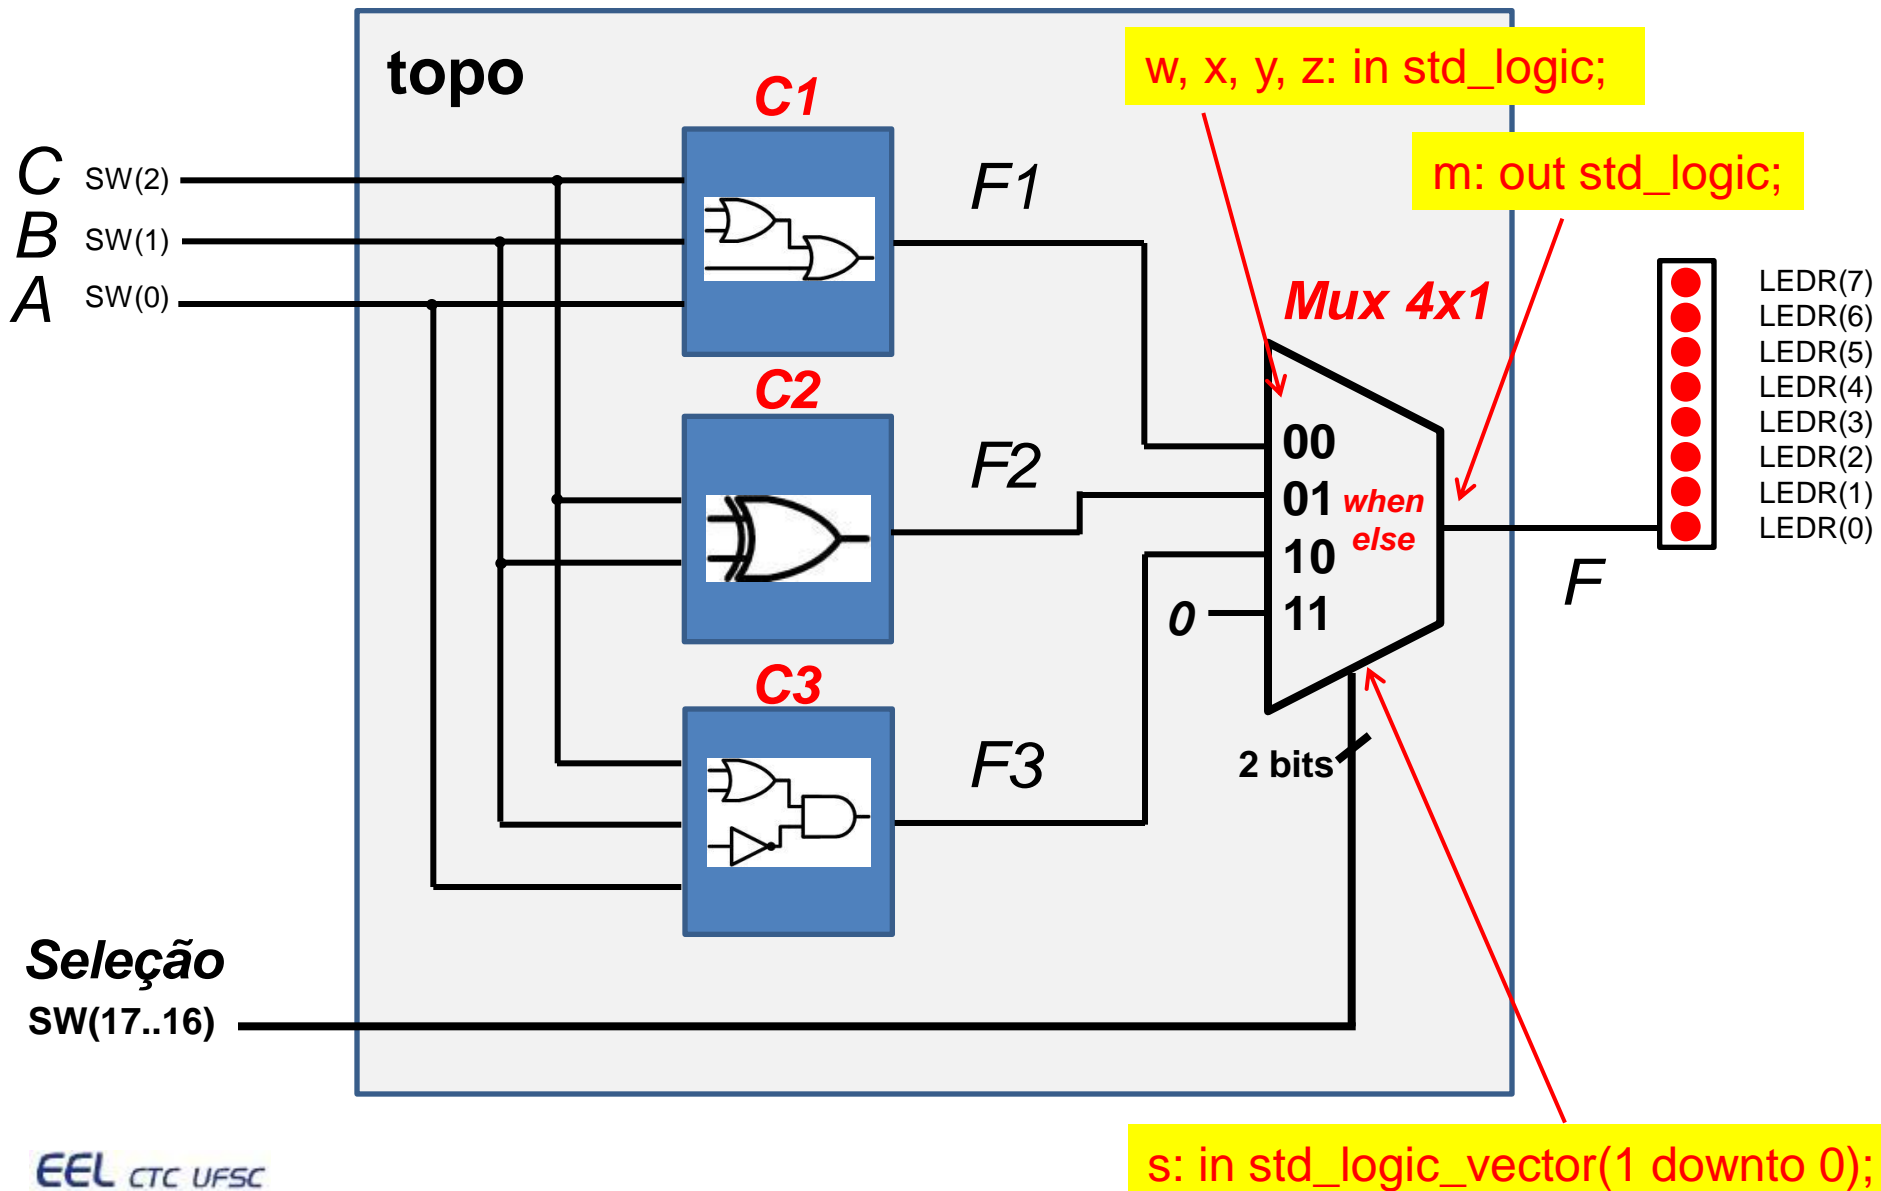 topo
w, x, y, z: in std_logic;
C1
m: out std_logic;
C SW(2)
F1
B SW(1)
A SW(0)
Mux 4x1
LEDR(7)
LEDR(6)
LEDR(5)
LEDR(4)
LEDR(3)
LEDR(2)
LEDR(1)
LEDR(0)
C2
F2
00
01
10
11
when
else
0
F
C3
F3
2 bits
Seleção
SW(17..16)
s: in std_logic_vector(1 downto 0);
EEL CTC UFSC